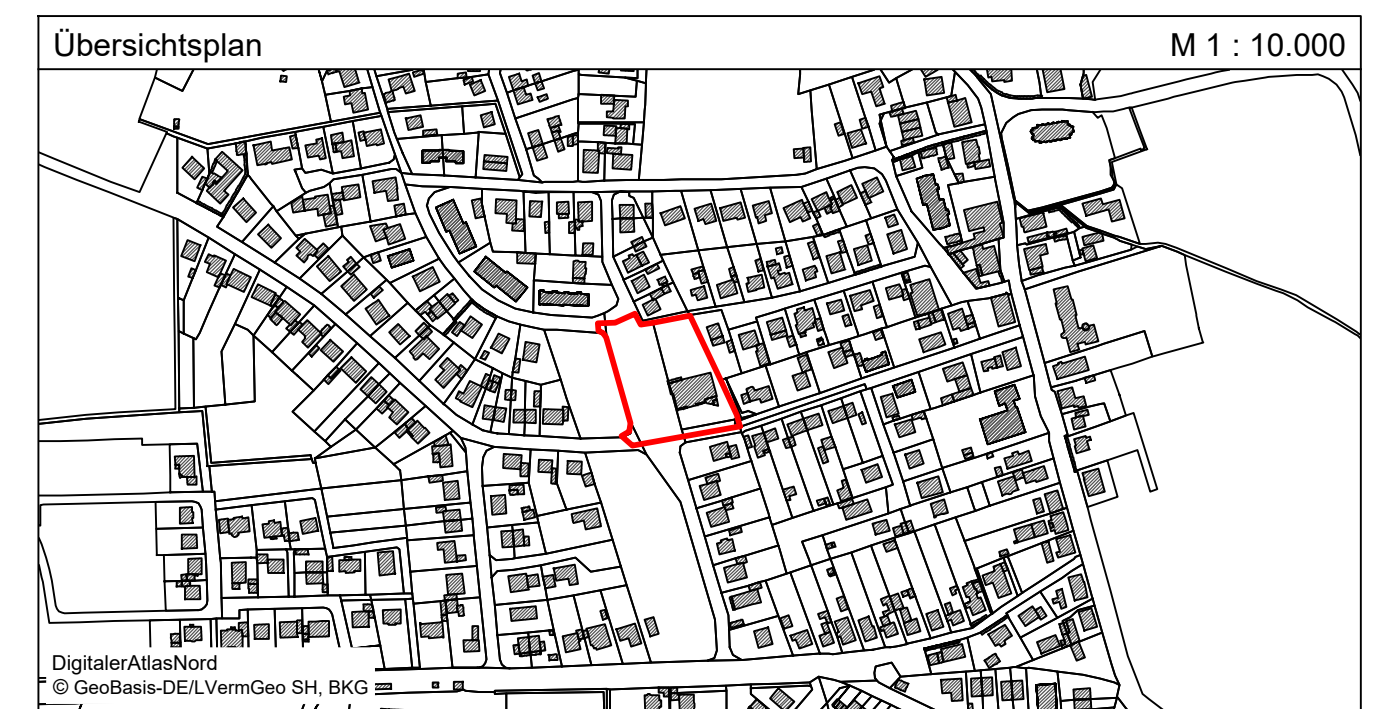 Übersichtsplan
M 1 : 10.000
DigitalerAtlasNord
© GeoBasis-DE/LVermGeo SH, BKG